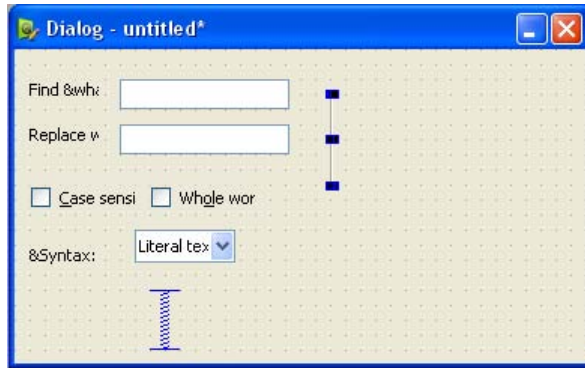 Dialog - untitled*
Find &wha
Replace w
Case sensi Whole wor
&Syntax: Literal tex